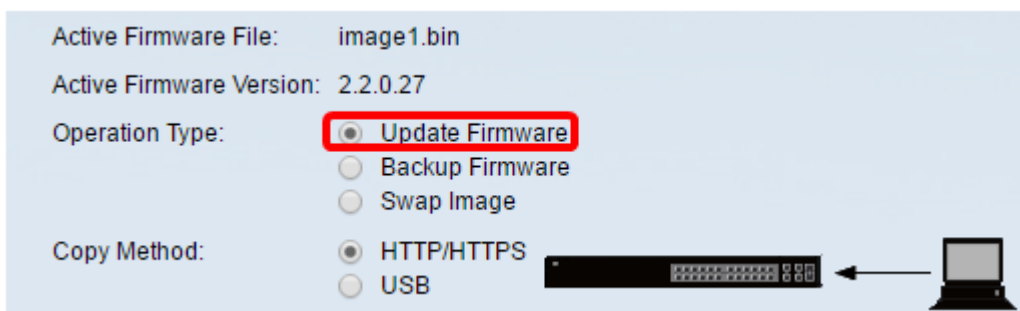 Active Firmware File: image1.bin
Active Firmware Version: 2.2.0.27
Operation Type: Update Firmware
Backup Firmware
Swap Image
Copy Method: HTTP/HTTPS
USB